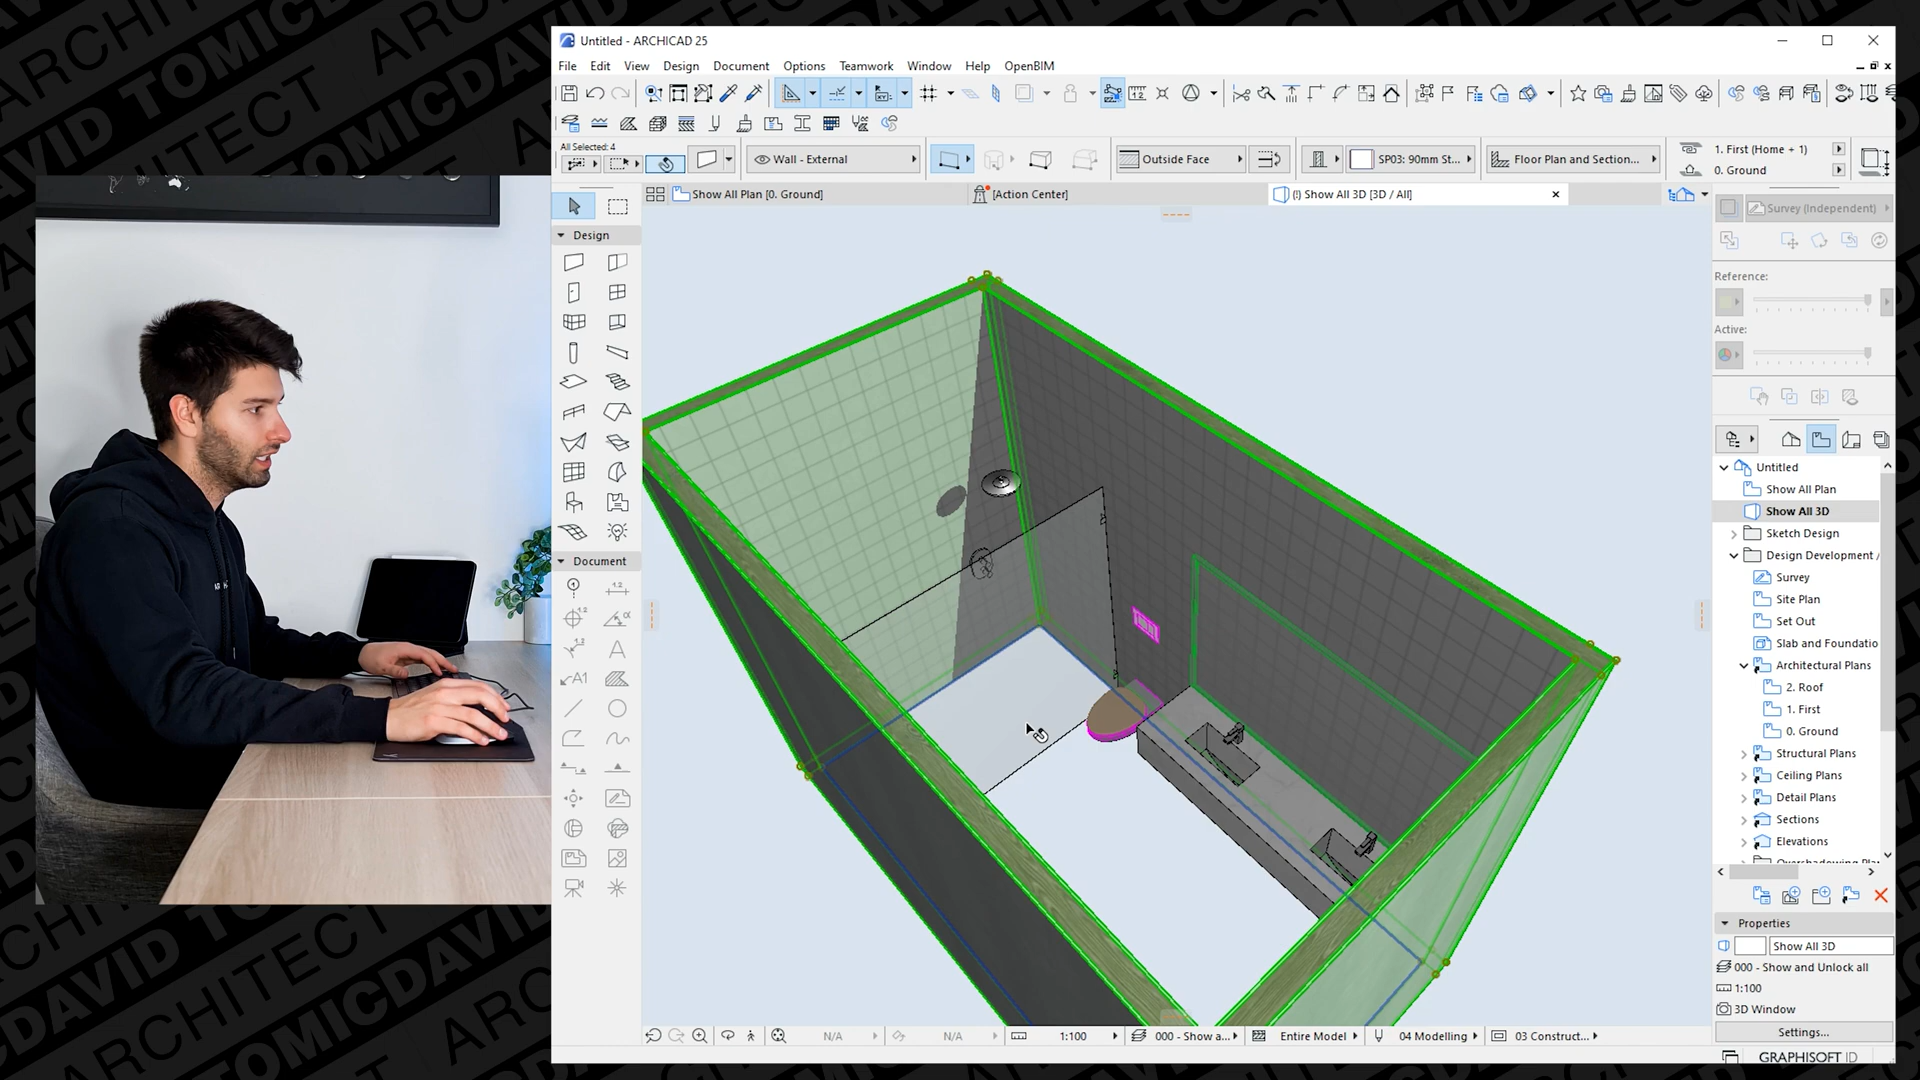 ARCHITECT ARCHITECT
DAVID TOMIC
Untitled - ARCHICAD 25
File Edit View Design Document Options Teamwork Window Help OpenBIM
All Selected: 4
Wall - External
Outside Face
SP03: 90mm St...
Floor Plan and Section...
1. First (Home + 1)
0. Ground
Show All Plan [0. Ground]
[Action Center]
(!) Show All 3D [3D / All]
Survey (Independent)
Design
Reference:
Active:
Untitled
Show All Plan
Show All 3D
Sketch Design
Design Development /
Survey
Site Plan
Set Out
Slab and Foundatio
Architectural Plans
2. Roof
1. First
0. Ground
Structural Plans
Ceiling Plans
Detail Plans
Sections
Elevations
Document
Properties
Show All 3D
000 - Show and Unlock all
1:100
3D Window
Settings...
N/A
N/A
1:100
000 - Show a...
Entire Model
04 Modelling
03 Construct...
GRAPHISOFT ID